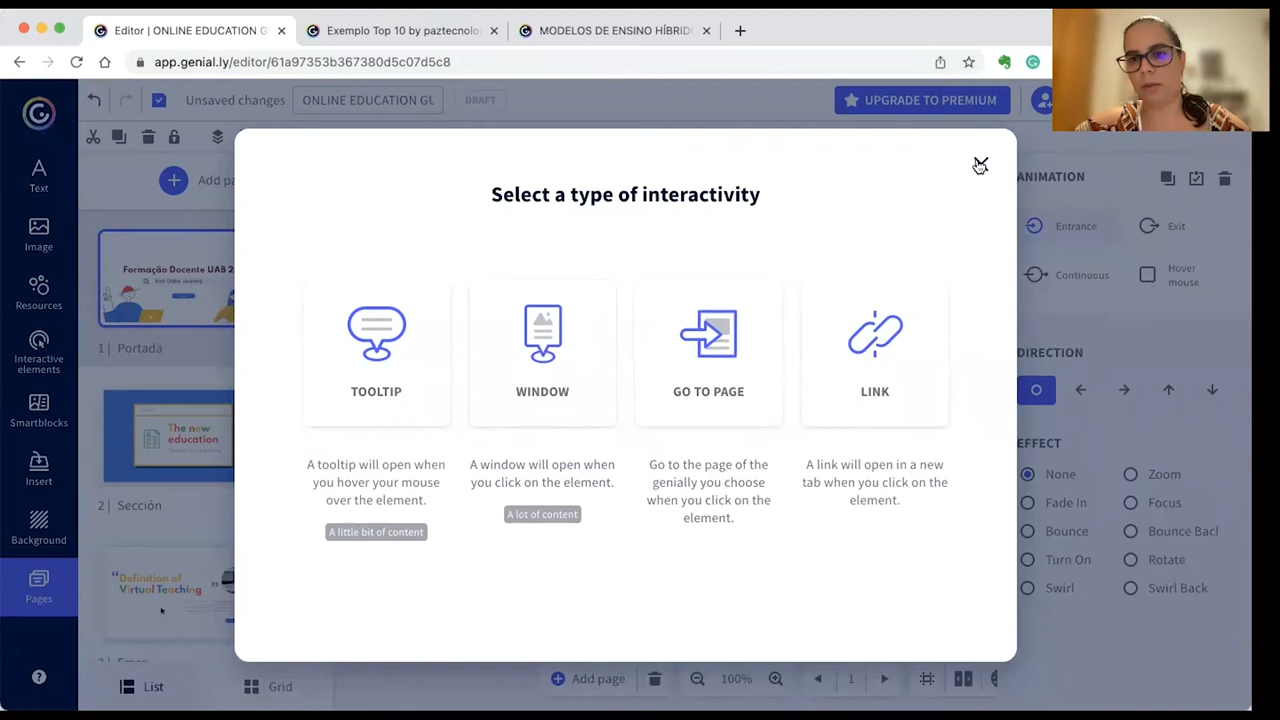 Editor | ONLINE EDUCATION G
Exemplo Top 10 by paztecnolo
MODELOS DE ENSINO HÍBRID
app.genial.ly/editor/61a97353b367380d5c07d5c8
Unsaved changes
ONLINE EDUCATION GU
DRAFT
UPGRADE TO PREMIUM
Text
Image
Resources
Interactive
elements
Smartblocks
Insert
Background
Pages
Add pa
Formação Docente UAB 2
Find Online Learning
1 | Portada
The new
education
2 | Sección
"Definition of
Virtual Teaching"
List
Grid
Select a type of interactivity
TOOLTIP
A tooltip will open when
you hover your mouse
over the element.
A little bit of content
WINDOW
A window will open when
you click on the element.
A lot of content
GO TO PAGE
Go to the page of the
genially you choose
when you click on the
element.
LINK
A link will open in a new
tab when you click on the
element.
Add page
100%
1
ANIMATION
Entrance
Exit
Continuous
Hover
mouse
DIRECTION
EFFECT
None
Zoom
Fade In
Focus
Bounce
Bounce Bacl
Turn On
Rotate
Swirl
Swirl Back